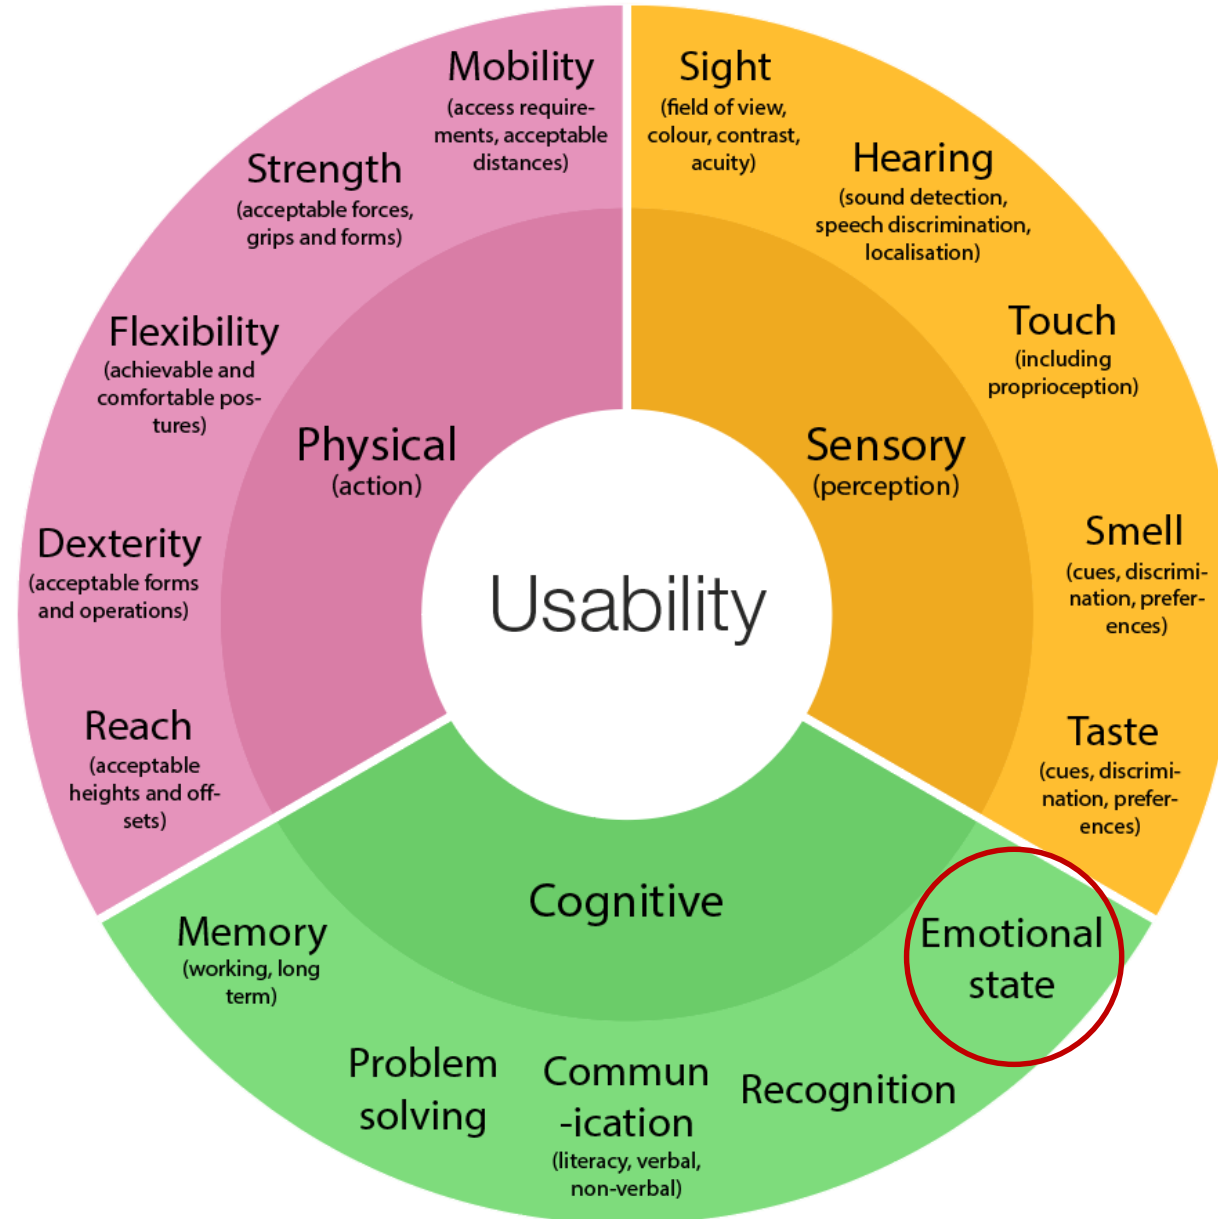 Mobility
(access require-
ments, acceptable
distances)
Sight
(field of view,
colour, contrast,
acuity)
Strength
(acceptable forces,
grips and forms)
Hearing
(sound detection,
speech discrimination,
localisation)
Flexibility
(achievable and
comfortable pos-
tures)
Touch
(including
proprioception)
Physical
(action)
Sensory
(perception)
Dexterity
(acceptable forms
and operations)
Usability
Smell
(cues, discrimi-
nation, prefer-
ences)
Reach
(acceptable
heights and off-
sets)
Taste
(cues, discrimi-
nation, prefer-
ences)
Cognitive
Memory
(working, long
term)
Emotional
state
Problem
solving
Commun
-ication
(literacy, verbal,
non-verbal)
Recognition